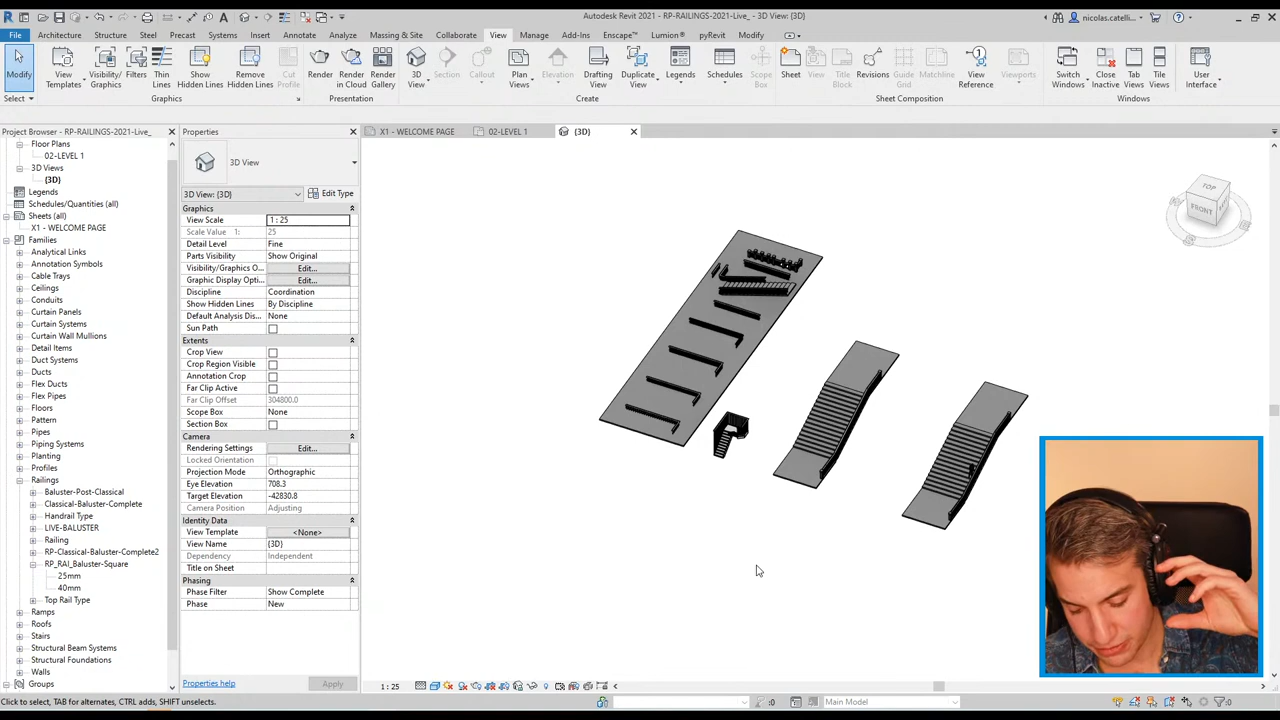 Autodesk Revit 2021 - RP-RAILINGS-2021-Live_ - 3D View: {3D}
nicolas.catelli...
File Architecture Structure Steel Precast Systems Insert Annotate Analyze Massing & Site Collaborate View Manage Add-Ins Enscape™ Lumion® pyRevit Modify
Modify
View Templates
Visibility/ Graphics
Filters
Thin Lines
Show Hidden Lines
Remove Hidden Lines
Cut Profile
Render
Render in Cloud
Render Gallery
3D View
Section
Callout
Plan Views
Elevation
Drafting View
Duplicate View
Legends
Schedules
Scope Box
Sheet
View
Title Block
Revisions
Guide Grid
Matchline
View Reference
Viewports
Switch Windows
Close Inactive
Tab Views
Tile Views
User Interface
Select
Graphics
Presentation
Create
Sheet Composition
Windows
Project Browser - RP-RAILINGS-2021-Live_
Floor Plans
02-LEVEL 1
3D Views
{3D}
Legends
Schedules/Quantities (all)
Sheets (all)
X1 - WELCOME PAGE
Families
Analytical Links
Annotation Symbols
Cable Trays
Ceilings
Conduits
Curtain Panels
Curtain Systems
Curtain Wall Mullions
Detail Items
Duct Systems
Ducts
Flex Ducts
Flex Pipes
Floors
Pattern
Pipes
Piping Systems
Planting
Profiles
Railings
Baluster-Post-Classical
Classical-Baluster-Complete
Handrail Type
LIVE-BALUSTER
Railing
RP-Classical-Baluster-Complete2
RP_RAI_Baluster-Square
25mm
40mm
Top Rail Type
Ramps
Roofs
Stairs
Structural Beam Systems
Structural Foundations
Walls
Groups
Properties
3D View
3D View: {3D}
Edit Type
Graphics
View Scale 1 : 25
Scale Value 1: 25
Detail Level Fine
Parts Visibility Show Original
Visibility/Graphics O... Edit...
Graphic Display Opti... Edit...
Discipline Coordination
Show Hidden Lines By Discipline
Default Analysis Dis... None
Sun Path
Extents
Crop View
Crop Region Visible
Annotation Crop
Far Clip Active
Far Clip Offset 304800.0
Scope Box None
Section Box
Camera
Rendering Settings Edit...
Locked Orientation
Projection Mode Orthographic
Eye Elevation 708.3
Target Elevation -42830.8
Camera Position Adjusting
Identity Data
View Template <None>
View Name {3D}
Dependency Independent
Title on Sheet
Phasing
Phase Filter Show Complete
Phase New
Properties help
Apply
X1 - WELCOME PAGE
02-LEVEL 1
{3D}
TOP
FRONT
1 : 25
Click to select, TAB for alternates, CTRL adds, SHIFT unselects.
:0
Main Model
:0